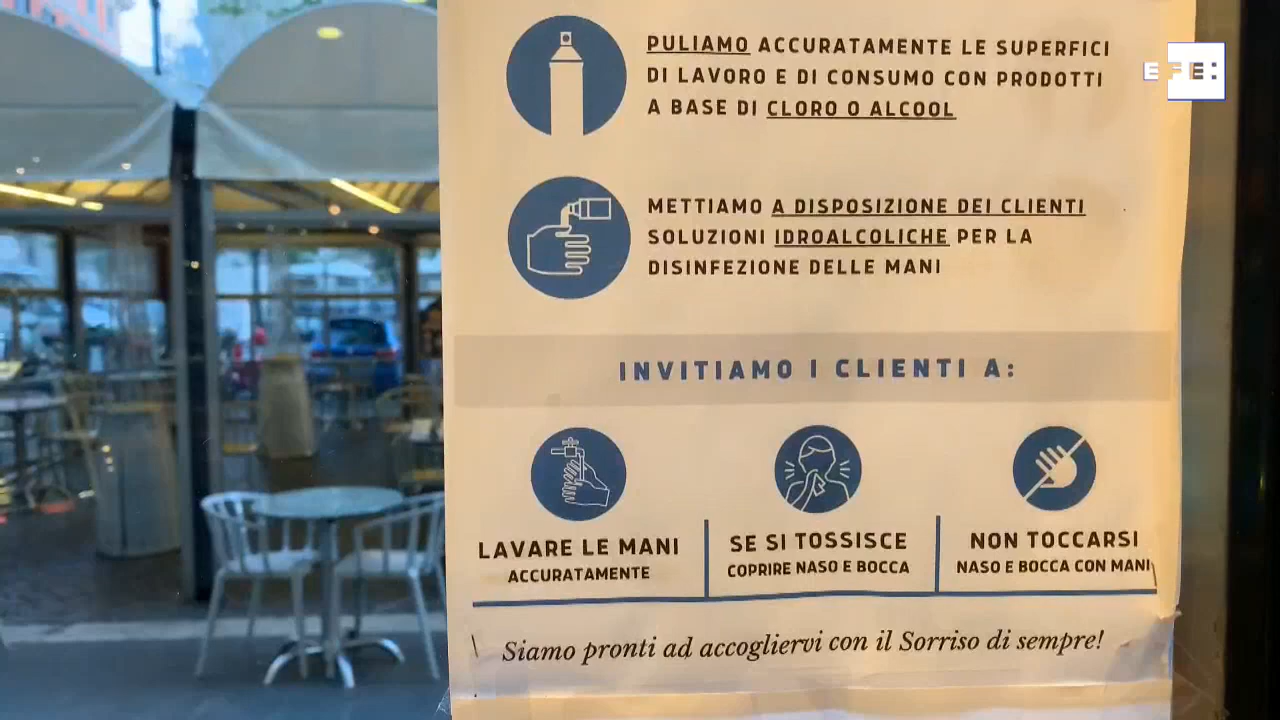 PULIAMO ACCURATAMENTE LE SUPERFICI
DI LAVORO E DI CONSUMO CON PRODOTTI
A BASE DI CLORO O ALCOOL
EFE:
METTIAMO A DISPOSIZIONE DEI CLIENTI
SOLUZIONI IDROALCOLICHE PER LA
DISINFEZIONE DELLE MANI
INVITIAMO I CLIENTI A:
LAVARE LE MANI
ACCURATAMENTE
SE SI TOSSISCE
COPRIRE NASO E BOCCA
NON TOCCARSI
NASO E BOCCA CON MANI
Siamo pronti ad accogliervi con il Sorriso di sempre!